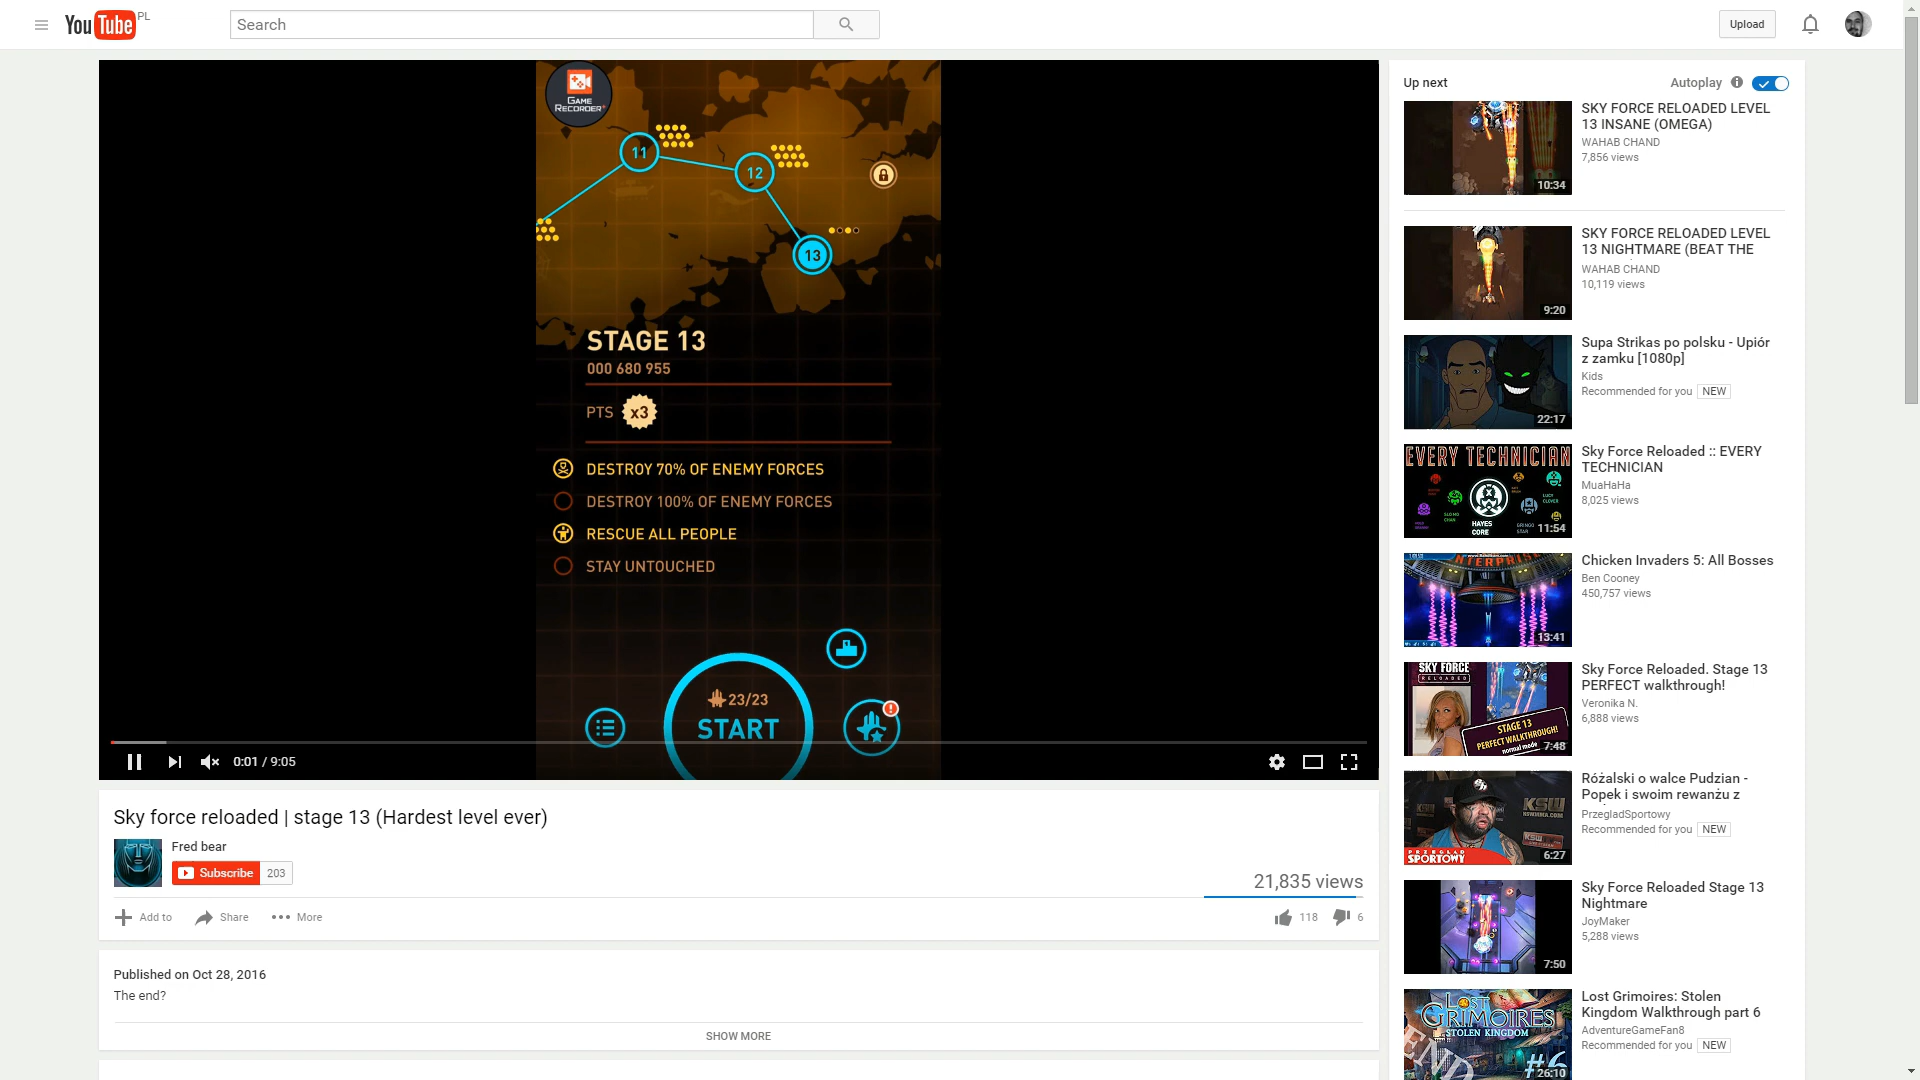 YouTube PL
Search
Upload
GAME
RECORDER+
11
12
13
STAGE 13
000 680 955
PTS x3
DESTROY 70% OF ENEMY FORCES
DESTROY 100% OF ENEMY FORCES
RESCUE ALL PEOPLE
STAY UNTOUCHED
23/23
START
0:01 / 9:05
Sky force reloaded | stage 13 (Hardest level ever)
Fred bear
Subscribe 203
21,835 views
Add to Share More
118 6
Published on Oct 28, 2016
The end?
SHOW MORE
Up next
Autoplay
10:34
SKY FORCE RELOADED LEVEL
13 INSANE (OMEGA)
WAHAB CHAND
7,856 views
9:20
SKY FORCE RELOADED LEVEL
13 NIGHTMARE (BEAT THE
WAHAB CHAND
10,119 views
22:17
Supa Strikas po polsku - Upiór
z zamku [1080p]
Kids
Recommended for you NEW
EVERY TECHNICIAN
HAYES
CORE
11:54
Sky Force Reloaded :: EVERY
TECHNICIAN
MuaHaHa
8,025 views
13:41
Chicken Invaders 5: All Bosses
Ben Cooney
450,757 views
SKY FORCE
RELOADED
STAGE 13
PERFECT WALKTHROUGH!
normal mode
7:48
Sky Force Reloaded. Stage 13
PERFECT walkthrough!
Veronika N.
6,888 views
KSW
PRZEGLĄD
SPORTOWY
6:27
Różalski o walce Pudzian -
Popek i swoim rewanżu z
PrzegladSportowy
Recommended for you NEW
7:50
Sky Force Reloaded Stage 13
Nightmare
JoyMaker
5,288 views
LOST
GRIMOIRES
STOLEN KINGDOM
END
#6
26:10
Lost Grimoires: Stolen
Kingdom Walkthrough part 6
AdventureGameFan8
Recommended for you NEW